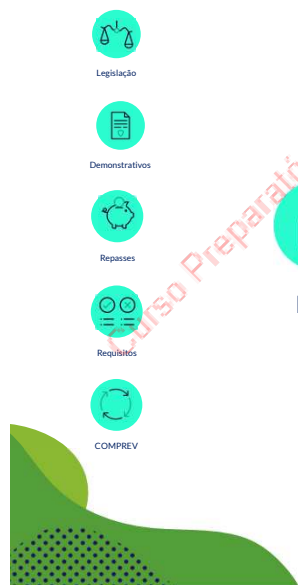 Legislação
Demonstrativos
Repasses
Requisitos
COMPREV
Curso Preparató